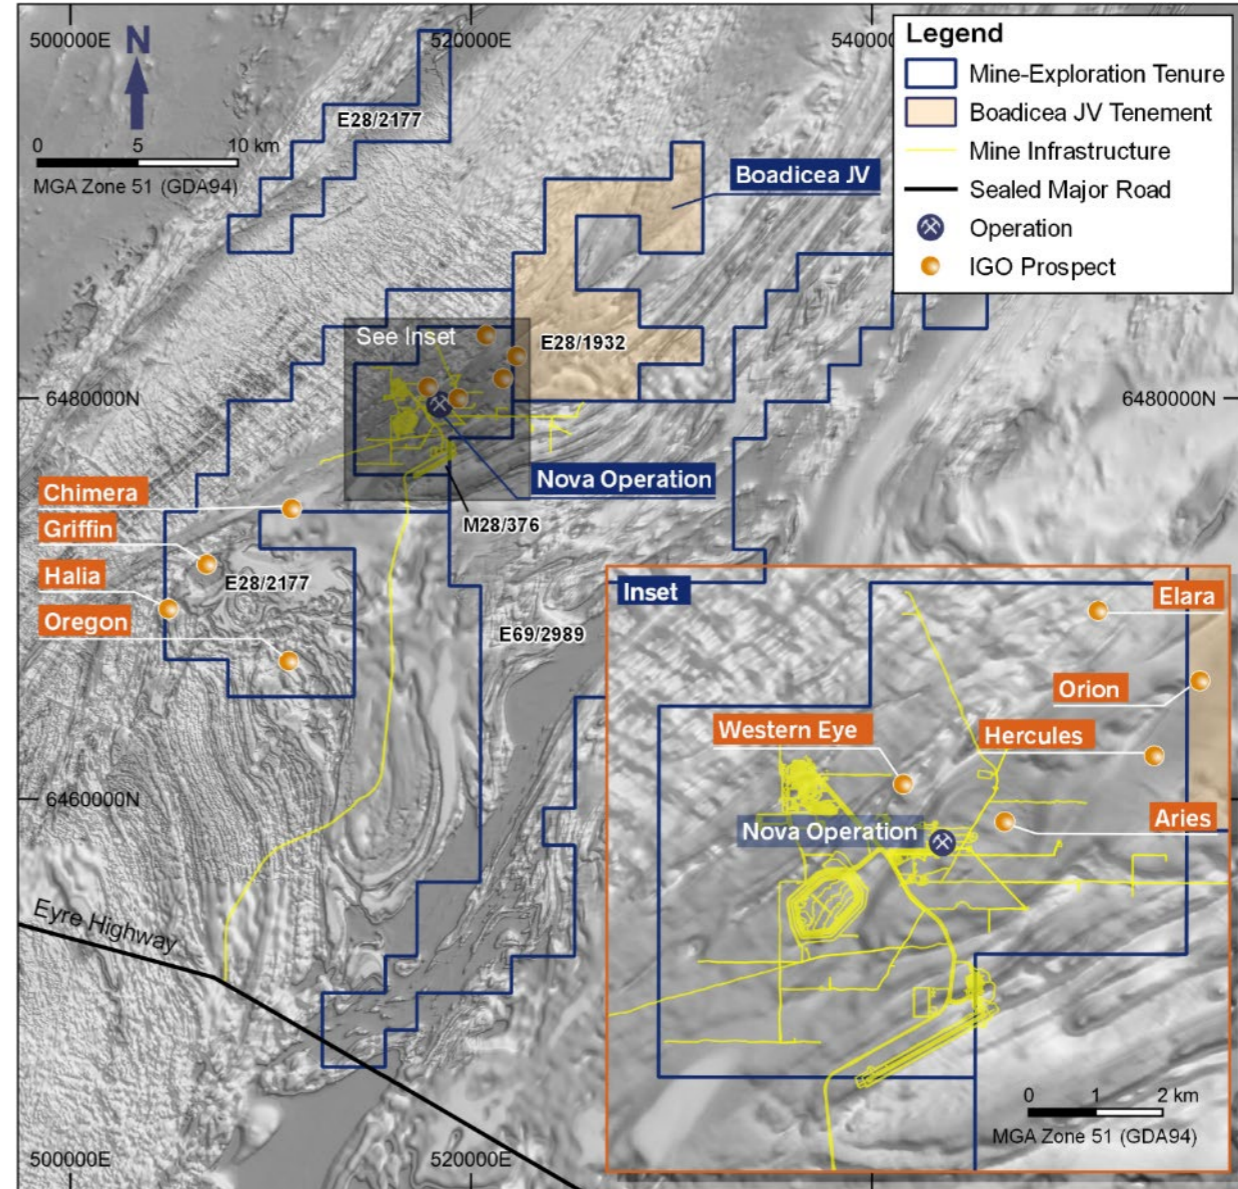 500000E
520000E
54000
N
0 5 10 km
MGA Zone 51 (GDA94)
Legend
Mine-Exploration Tenure
Boadicea JV Tenement
Mine Infrastructure
Sealed Major Road
Operation
IGO Prospect
E28/2177
Boadicea JV
See Inset
E28/1932
6480000N
6480000N
Nova Operation
Chimera
M28/376
Griffin
Halia
E28/2177
Oregon
E69/2989
6460000N
Eyre Highway
500000E
520000E
Inset
Elara
Orion
Western Eye
Hercules
Nova Operation
Aries
0 1 2 km
MGA Zone 51 (GDA94)